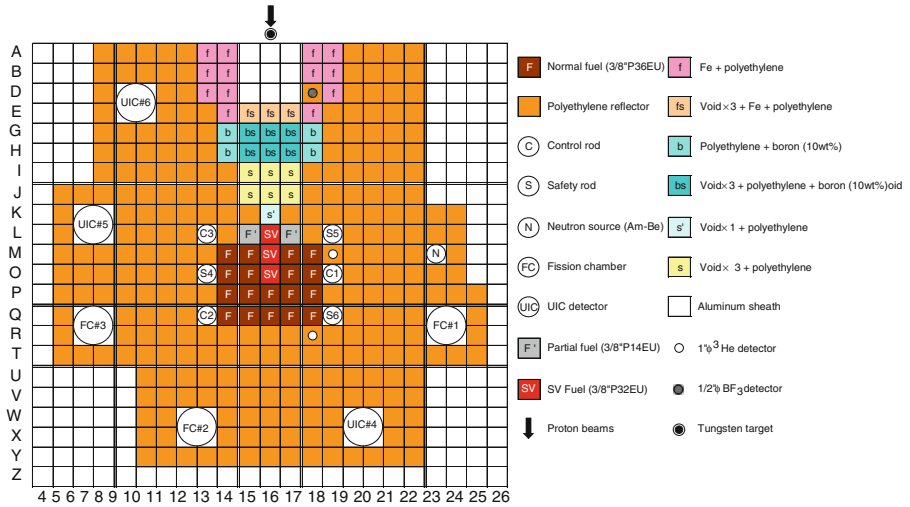 A f f f f
B f f f f
D f f f
UIC#6
E f fs fs fs f
G b bs bs bs b
H b bs bs bs b
I s s s
J s s s
K s'
UIC#5
L C3 F' SV F' S5
M F F SV F F N
O S4 F F SV F F C1
P F F F F F
Q C2 F F F F F S6
FC#3 FC#1
R
T
U
V
W
FC#2 UIC#4
X
Y
Z
4 5 6 7 8 9 10 11 12 13 14 15 16 17 18 19 20 21 22 23 24 25 26
F Normal fuel (3/8"P36EU)
Polyethylene reflector
C Control rod
S Safety rod
N Neutron source (Am-Be)
FC Fission chamber
UIC UIC detector
F' Partial fuel (3/8"P14EU)
SV SV Fuel (3/8"P32EU)
Proton beams
f Fe + polyethylene
fs Void×3 + Fe + polyethylene
b Polyethylene + boron (10wt%)
bs Void×3 + polyethylene + boron (10wt%)oid
s' Void×1 + polyethylene
s Void× 3 + polyethylene
Aluminum sheath
1"ϕ ³He detector
1/2"ϕ BF₃ detector
Tungsten target